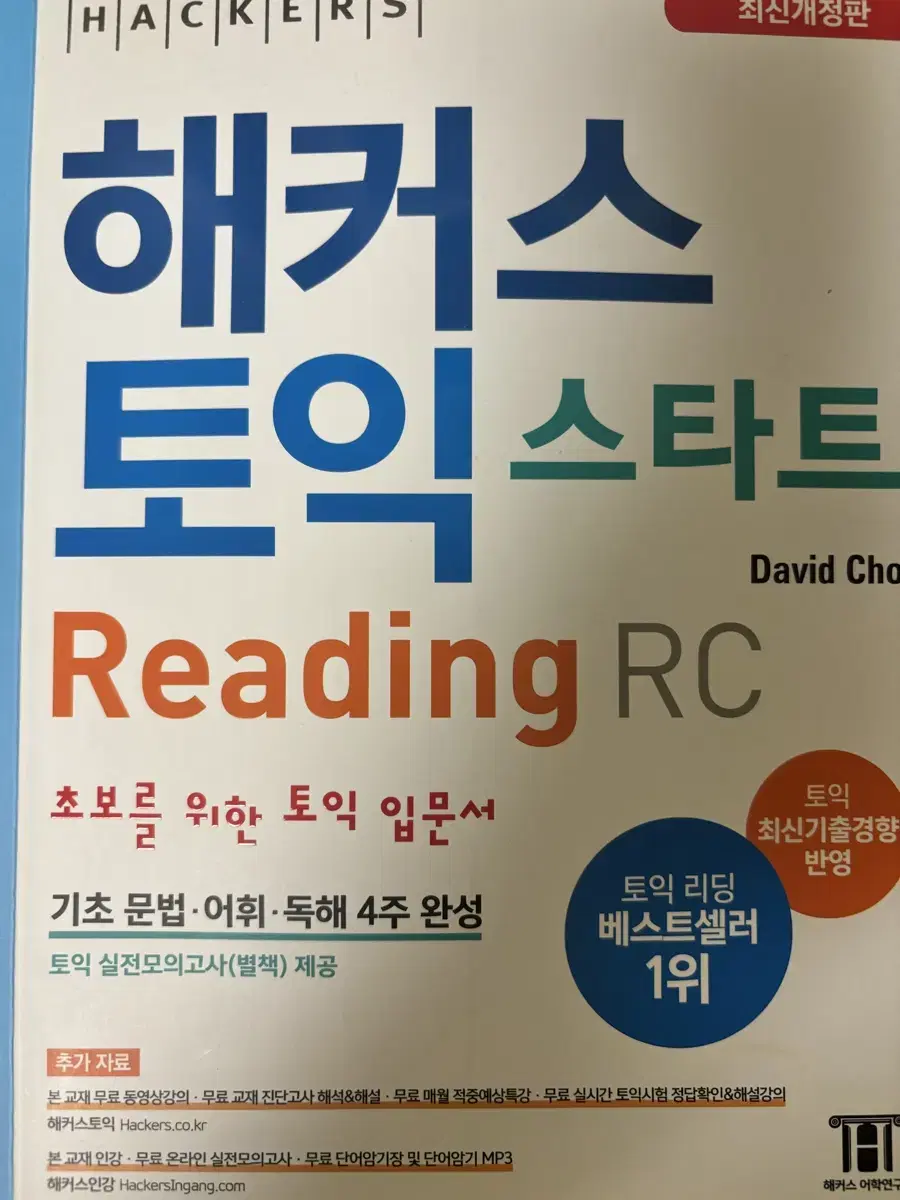 HACKERS
최신개정판
해커스
토익 스타트
David Cho
Reading RC
초보를 위한 토익 입문서
기초 문법·어휘·독해 4주 완성
토익 실전모의고사(별책) 제공
토익
최신기출경향
반영
토익 리딩
베스트셀러
1위
추가 자료
본 교재 무료 동영상강의 · 무료 교재 진단고사 해석&해설 · 무료 매월 적중예상특강 · 무료 실시간 토익시험 정답확인&해설강의
해커스토익 Hackers.co.kr
본 교재 인강 · 무료 온라인 실전모의고사 · 무료 단어암기장 및 단어암기 MP3
해커스인강 HackersIngang.com
해커스 어학연구